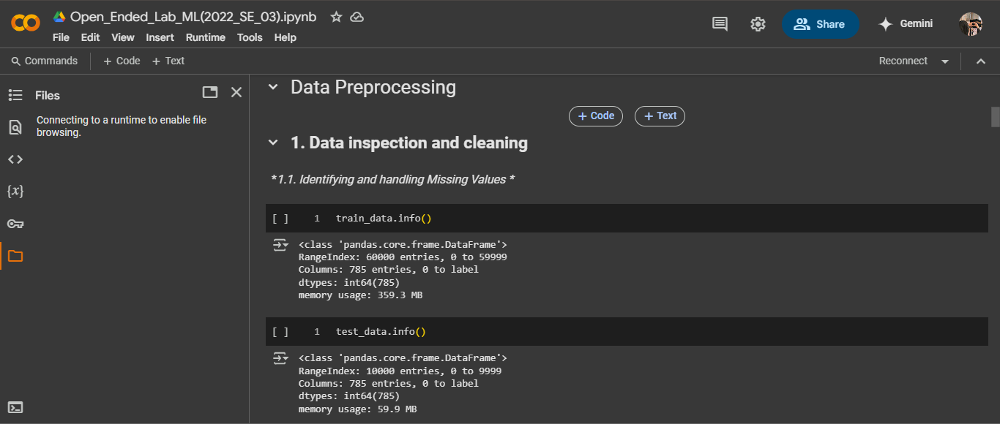 Open_Ended_Lab_ML(2022_SE_03).ipynb
File Edit View Insert Runtime Tools Help
Share
Gemini
Commands + Code + Text
Reconnect
Files
Connecting to a runtime to enable file
browsing.
Data Preprocessing
+ Code + Text
1. Data inspection and cleaning
*1.1. Identifying and handling Missing Values *
[ ] 1 train_data.info()
<class 'pandas.core.frame.DataFrame'>
RangeIndex: 60000 entries, 0 to 59999
Columns: 785 entries, 0 to label
dtypes: int64(785)
memory usage: 359.3 MB
[ ] 1 test_data.info()
<class 'pandas.core.frame.DataFrame'>
RangeIndex: 10000 entries, 0 to 9999
Columns: 785 entries, 0 to label
dtypes: int64(785)
memory usage: 59.9 MB
{x}